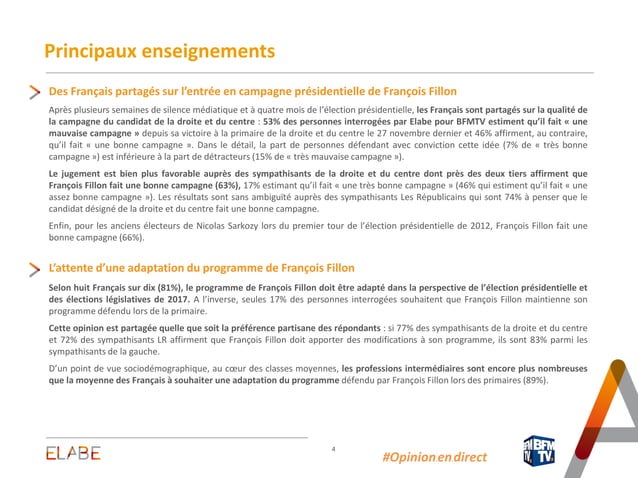 Principaux enseignements
Des Français partagés sur l’entrée en campagne présidentielle de François Fillon
Après plusieurs semaines de silence médiatique et à quatre mois de l’élection présidentielle, les Français sont partagés sur la qualité de
la campagne du candidat de la droite et du centre : 53% des personnes interrogées par Elabe pour BFMTV estiment qu’il fait « une
mauvaise campagne » depuis sa victoire à la primaire de la droite et du centre le 27 novembre dernier et 46% affirment, au contraire,
qu’il fait « une bonne campagne ». Dans le détail, la part de personnes défendant avec conviction cette idée (7% de « très bonne
campagne ») est inférieure à la part de détracteurs (15% de « très mauvaise campagne »).
Le jugement est bien plus favorable auprès des sympathisants de la droite et du centre dont près des deux tiers affirment que
François Fillon fait une bonne campagne (63%), 17% estimant qu’il fait « une très bonne campagne » (46% qui estiment qu’il fait « une
assez bonne campagne »). Les résultats sont sans ambiguïté auprès des sympathisants Les Républicains qui sont 74% à penser que le
candidat désigné de la droite et du centre fait une bonne campagne.
Enfin, pour les anciens électeurs de Nicolas Sarkozy lors du premier tour de l’élection présidentielle de 2012, François Fillon fait une
bonne campagne (66%).
L’attente d’une adaptation du programme de François Fillon
Selon huit Français sur dix (81%), le programme de François Fillon doit être adapté dans la perspective de l’élection présidentielle et
des élections législatives de 2017. A l’inverse, seules 17% des personnes interrogées souhaitent que François Fillon maintienne son
programme défendu lors de la primaire.
Cette opinion est partagée quelle que soit la préférence partisane des répondants : si 77% des sympathisants de la droite et du centre
et 72% des sympathisants LR affirment que François Fillon doit apporter des modifications à son programme, ils sont 83% parmi les
sympathisants de la gauche.
D’un point de vue sociodémographique, au cœur des classes moyennes, les professions intermédiaires sont encore plus nombreuses
que la moyenne des Français à souhaiter une adaptation du programme défendu par François Fillon lors des primaires (89%).
ELABE
4
#Opinion en direct
BFM
TV.